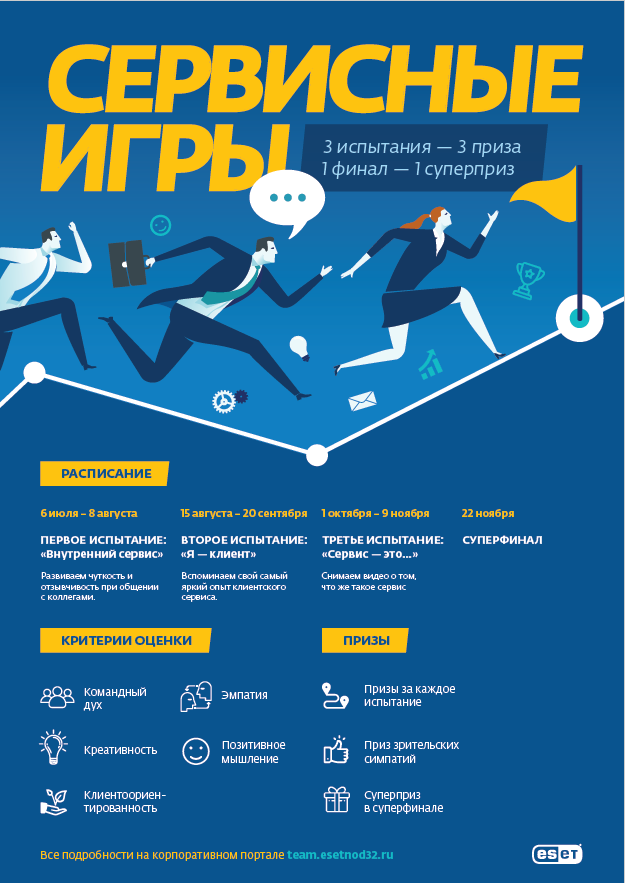 СЕРВИСНЫЕ
ИГРЫ
3 испытания — 3 приза
1 финал — 1 суперприз
РАСПИСАНИЕ
6 июля – 8 августа
ПЕРВОЕ ИСПЫТАНИЕ:
«Внутренний сервис»
Развиваем чуткость и
отзывчивость при общении
с коллегами.
15 августа – 20 сентября
ВТОРОЕ ИСПЫТАНИЕ:
«Я — клиент»
Вспоминаем свой самый
яркий опыт клиентского
сервиса.
1 октября – 9 ноября
ТРЕТЬЕ ИСПЫТАНИЕ:
«Сервис — это...»
Снимаем видео о том,
что же такое сервис
22 ноября
СУПЕРФИНАЛ
КРИТЕРИИ ОЦЕНКИ
Командный
дух
Эмпатия
Креативность
Позитивное
мышление
Клиентоориен-
тированность
ПРИЗЫ
Призы за каждое
испытание
Приз зрительских
симпатий
Суперприз
в суперфинале
Все подробности на корпоративном портале team.esetnod32.ru
eset